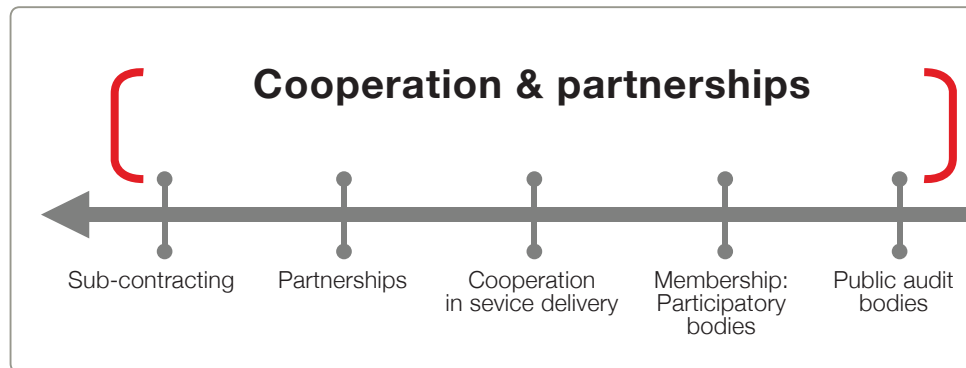 Cooperation & partnerships
Sub-contracting
Partnerships
Cooperation
in sevice delivery
Membership:
Participatory
bodies
Public audit
bodies